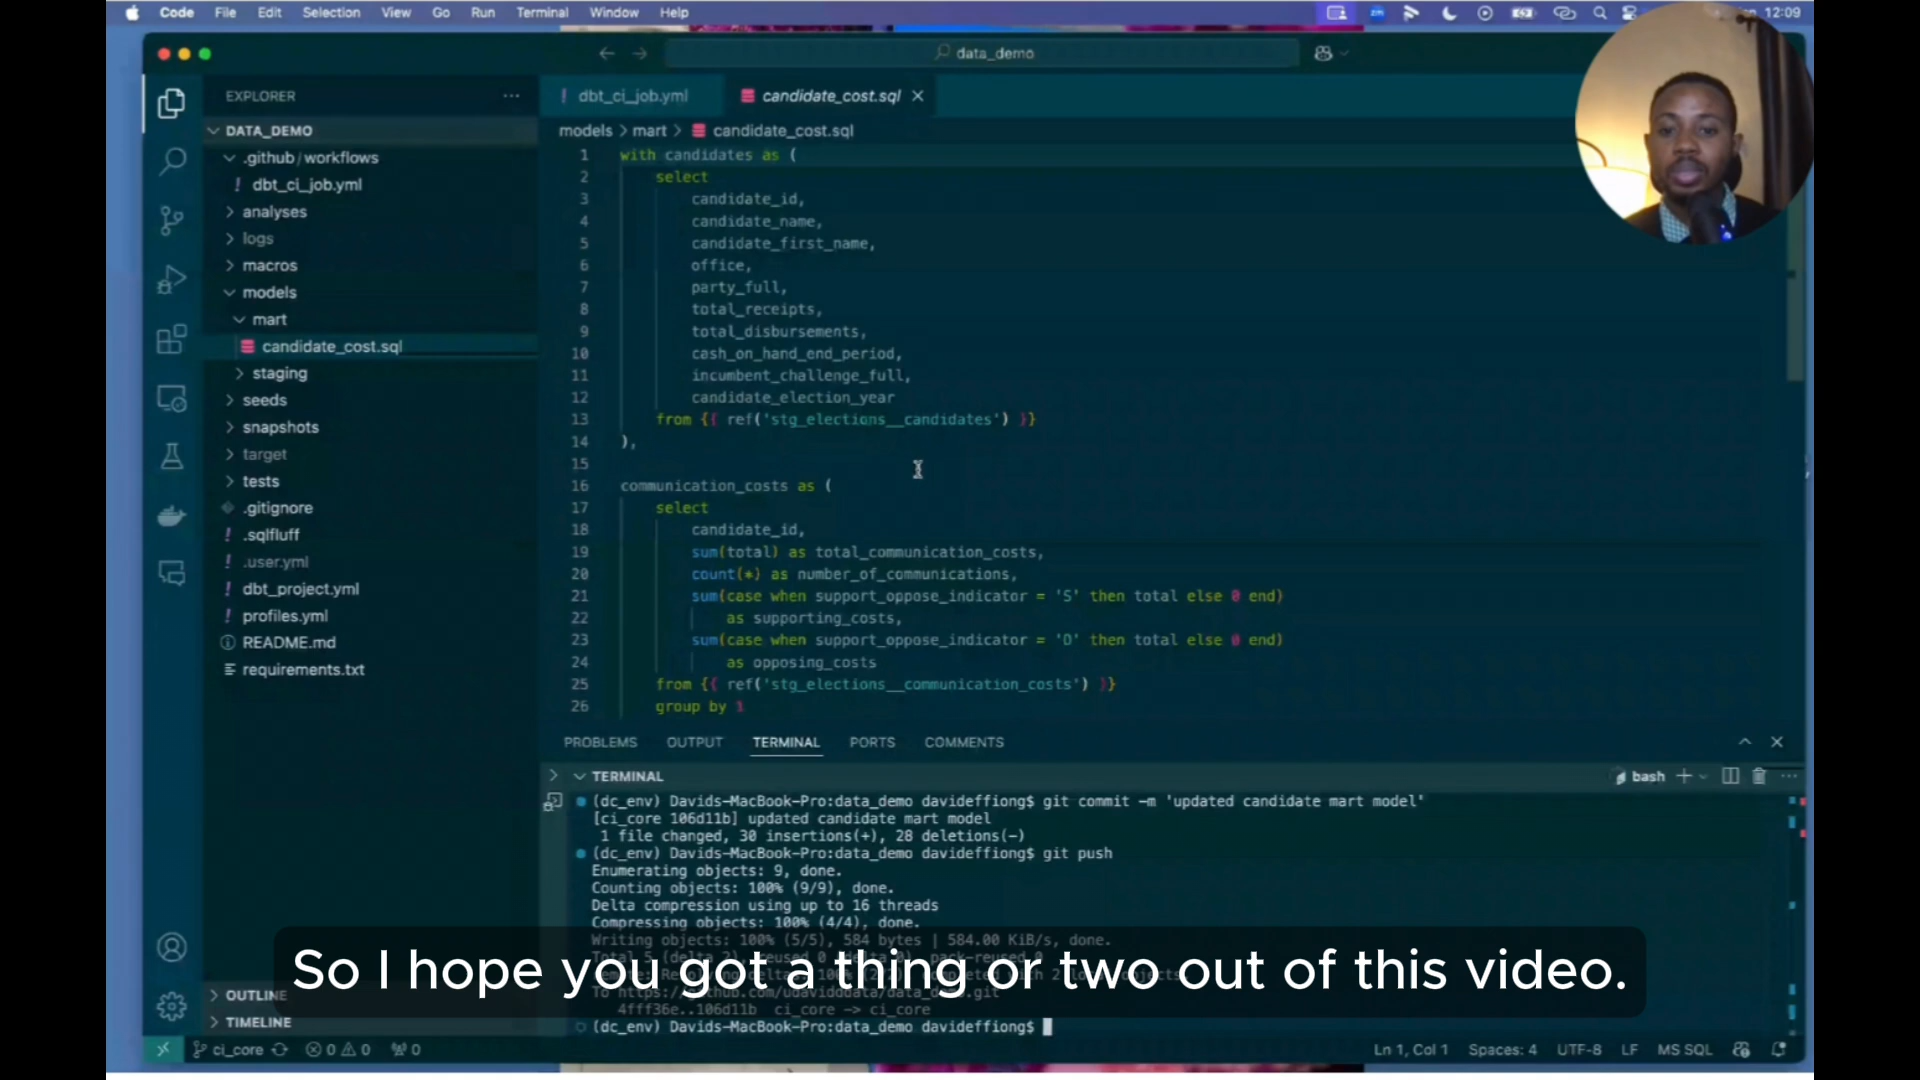 Code File Edit Selection View Go Run Terminal Window Help
12:09
data_demo
EXPLORER
DATA_DEMO
.github/workflows
dbt_ci_job.yml
analyses
logs
macros
models
mart
candidate_cost.sql
staging
seeds
snapshots
target
tests
.gitignore
.sqlfluff
.user.yml
dbt_project.yml
profiles.yml
README.md
requirements.txt
OUTLINE
TIMELINE
dbt_ci_job.yml candidate_cost.sql
models > mart > candidate_cost.sql
1 with candidates as (
2 select
3 candidate_id,
4 candidate_name,
5 candidate_first_name,
6 office,
7 party_full,
8 total_receipts,
9 total_disbursements,
10 cash_on_hand_end_period,
11 incumbent_challenge_full,
12 candidate_election_year
13 from {{ ref('stg_elections__candidates') }}
14 ),
15
16 communication_costs as (
17 select
18 candidate_id,
19 sum(total) as total_communication_costs,
20 count(*) as number_of_communications,
21 sum(case when support_oppose_indicator = 'S' then total else 0 end)
22 as supporting_costs,
23 sum(case when support_oppose_indicator = 'O' then total else 0 end)
24 as opposing_costs
25 from {{ ref('stg_elections__communication_costs') }}
26 group by 1
PROBLEMS OUTPUT TERMINAL PORTS COMMENTS
TERMINAL
bash
(dc_env) Davids-MacBook-Pro:data_demo davideffiong$ git commit -m 'updated candidate mart model'
[ci_core 106d11b] updated candidate mart model
1 file changed, 30 insertions(+), 28 deletions(-)
(dc_env) Davids-MacBook-Pro:data_demo davideffiong$ git push
Enumerating objects: 9, done.
Counting objects: 100% (9/9), done.
Delta compression using up to 16 threads
Compressing objects: 100% (4/4), done.
Writing objects: 100% (5/5), 584 bytes | 584.00 KiB/s, done.
So I hope you got a thing or two out of this video.
4fff36e..106d11b ci_core -> ci_core
(dc_env) Davids-MacBook-Pro:data_demo davideffiong$
ci_core 0 0 0
Ln 1, Col 1 Spaces: 4 UTF-8 LF MS SQL